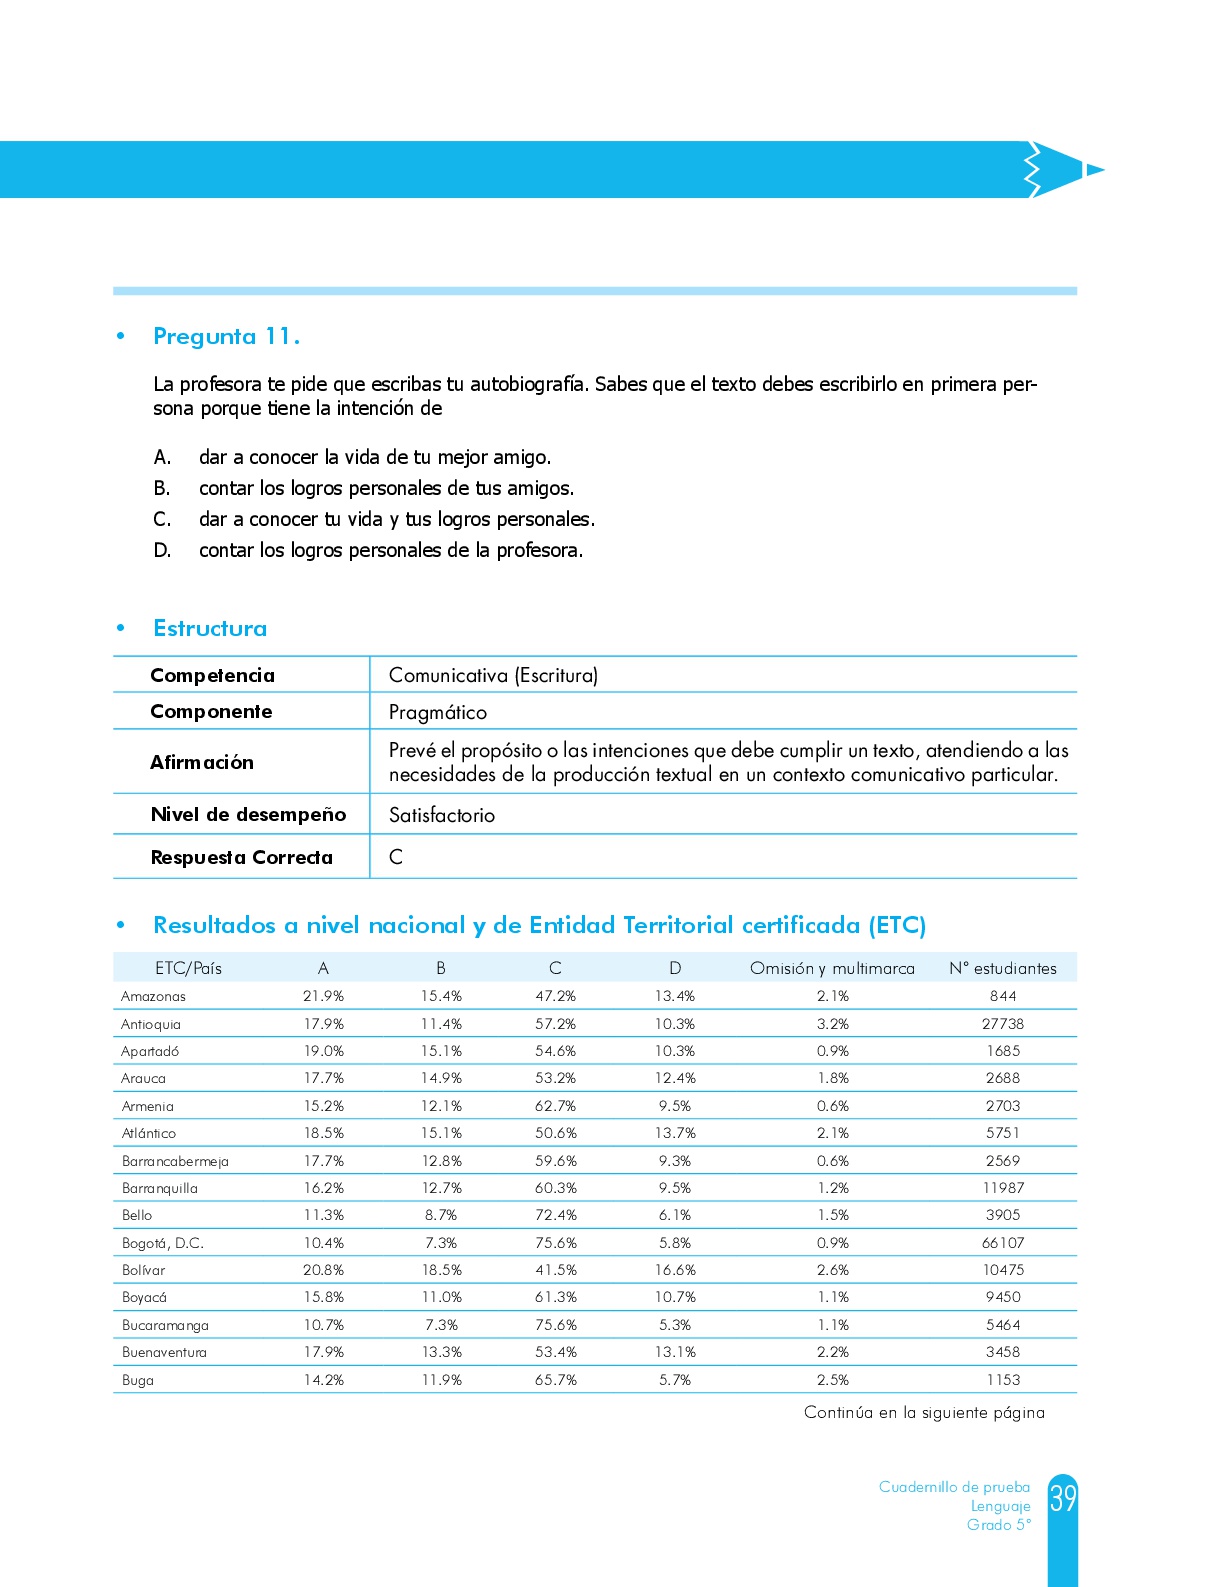 • Pregunta 11.
La profesora te pide que escribas tu autobiografía. Sabes que el texto debes escribirlo en primera per-
sona porque tiene la intención de
A. dar a conocer la vida de tu mejor amigo.
B. contar los logros personales de tus amigos.
C. dar a conocer tu vida y tus logros personales.
D. contar los logros personales de la profesora.
• Estructura
Competencia Comunicativa (Escritura)
Componente Pragmático
Afirmación Prevé el propósito o las intenciones que debe cumplir un texto, atendiendo a las
necesidades de la producción textual en un contexto comunicativo particular.
Nivel de desempeño Satisfactorio
Respuesta Correcta C
• Resultados a nivel nacional y de Entidad Territorial certificada (ETC)
ETC/País A B C D Omisión y multimarca N° estudiantes
Amazonas 21.9% 15.4% 47.2% 13.4% 2.1% 844
Antioquia 17.9% 11.4% 57.2% 10.3% 3.2% 27738
Apartadó 19.0% 15.1% 54.6% 10.3% 0.9% 1685
Arauca 17.7% 14.9% 53.2% 12.4% 1.8% 2688
Armenia 15.2% 12.1% 62.7% 9.5% 0.6% 2703
Atlántico 18.5% 15.1% 50.6% 13.7% 2.1% 5751
Barrancabermeja 17.7% 12.8% 59.6% 9.3% 0.6% 2569
Barranquilla 16.2% 12.7% 60.3% 9.5% 1.2% 11987
Bello 11.3% 8.7% 72.4% 6.1% 1.5% 3905
Bogotá, D.C. 10.4% 7.3% 75.6% 5.8% 0.9% 66107
Bolívar 20.8% 18.5% 41.5% 16.6% 2.6% 10475
Boyacá 15.8% 11.0% 61.3% 10.7% 1.1% 9450
Bucaramanga 10.7% 7.3% 75.6% 5.3% 1.1% 5464
Buenaventura 17.9% 13.3% 53.4% 13.1% 2.2% 3458
Buga 14.2% 11.9% 65.7% 5.7% 2.5% 1153
Continúa en la siguiente página
Cuadernillo de prueba
Lenguaje
Grado 5°
39